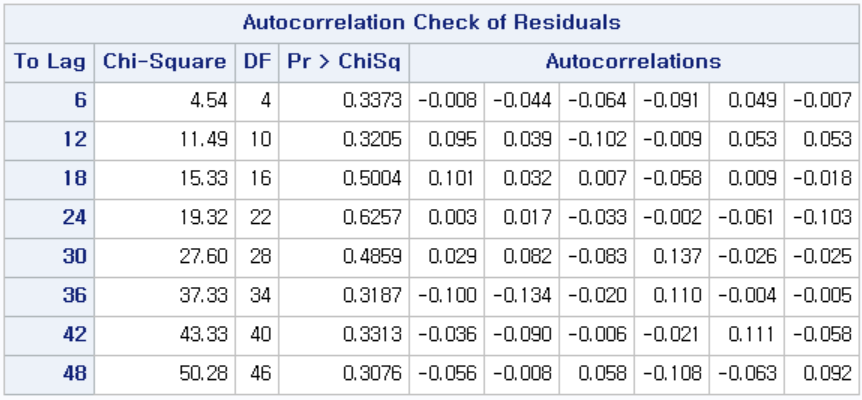 Autocorrelation Check of Residuals
To Lag Chi-Square DF Pr > ChiSq Autocorrelations
6 4.54 4 0.3373 -0.008 -0.044 -0.064 -0.091 0.049 -0.007
12 11.49 10 0.3205 0.095 0.039 -0.102 -0.009 0.053 0.053
18 15.33 16 0.5004 0.101 0.032 0.007 -0.058 0.009 -0.018
24 19.32 22 0.6257 0.003 0.017 -0.033 -0.002 -0.061 -0.103
30 27.60 28 0.4859 0.029 0.082 -0.083 0.137 -0.026 -0.025
36 37.33 34 0.3187 -0.100 -0.134 -0.020 0.110 -0.004 -0.005
42 43.33 40 0.3313 -0.036 -0.090 -0.006 -0.021 0.111 -0.058
48 50.28 46 0.3076 -0.056 -0.008 0.058 -0.108 -0.063 0.092